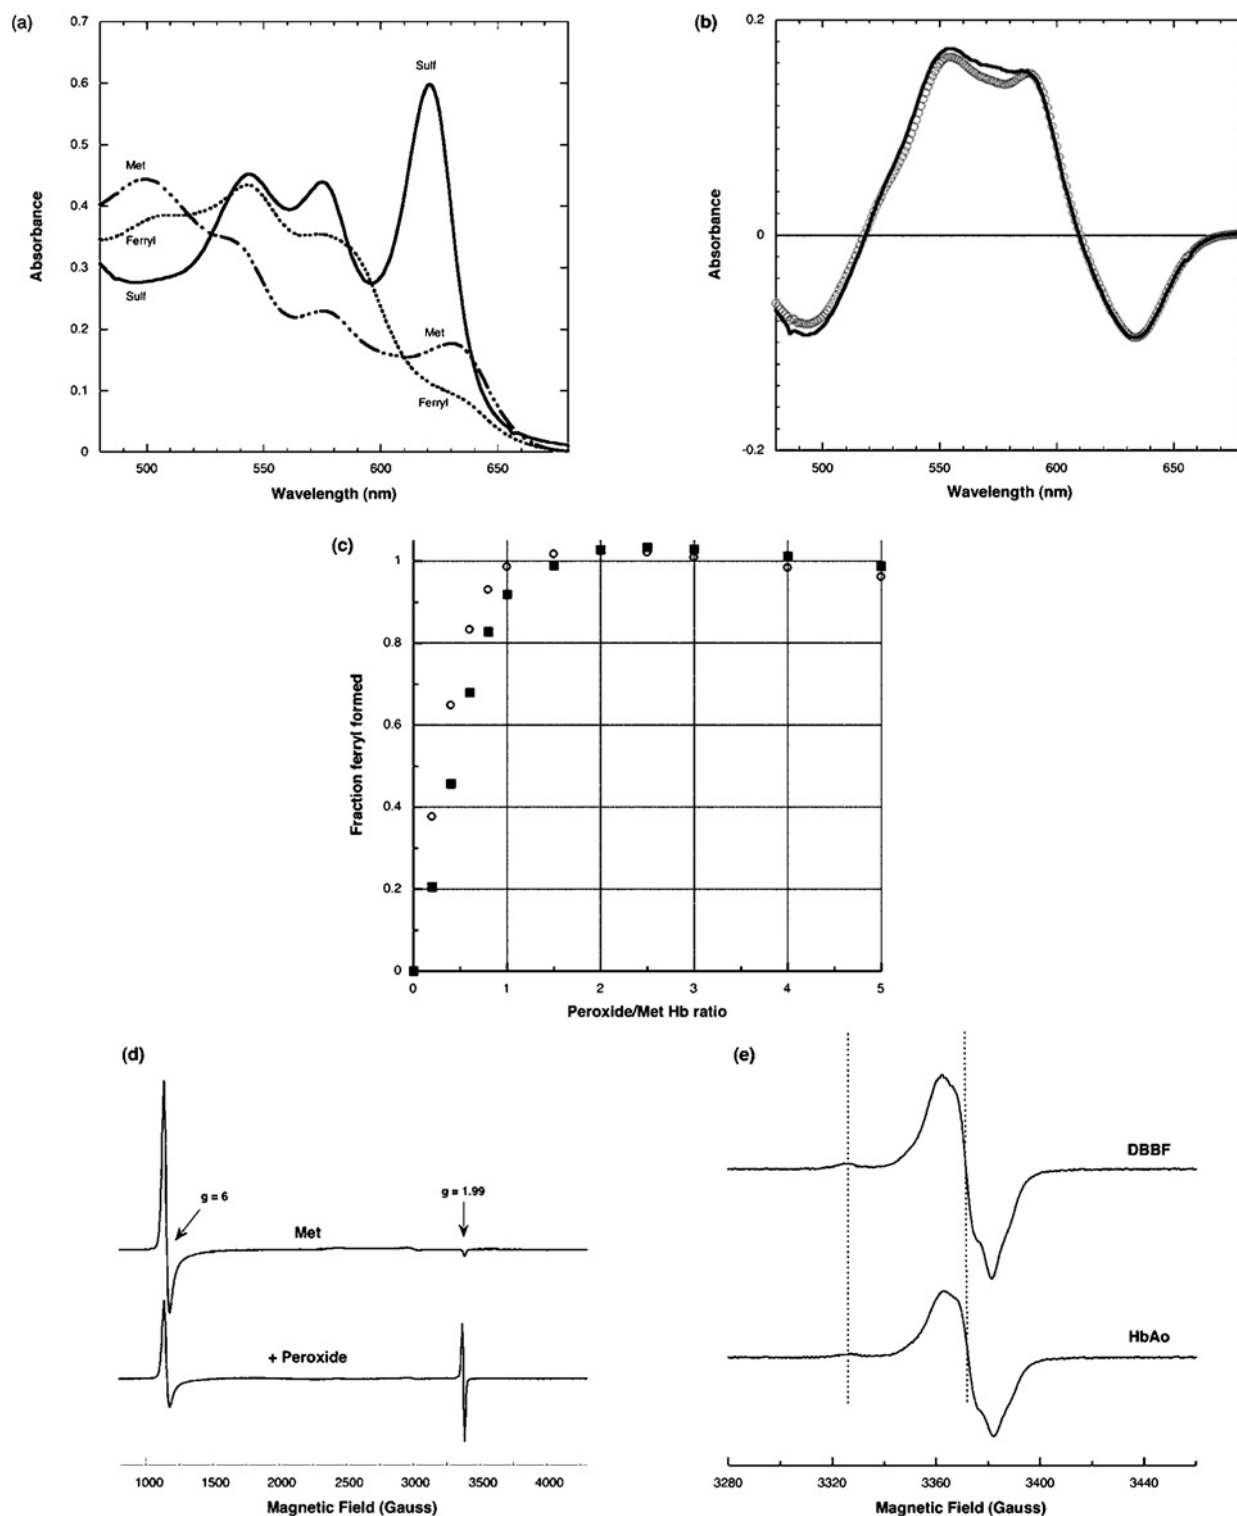 (a)
0.7
0.6
0.5
0.4
0.3
0.2
0.1
0
Absorbance
Sulf
Met
Ferryl
Sulf
Met
Ferryl
500
550
600
650
Wavelength (nm)
(b)
0.2
0
-0.2
Absorbance
500
550
600
650
Wavelength (nm)
(c)
1
0.8
0.6
0.4
0.2
0
Fraction ferryl formed
0
1
2
3
4
5
Peroxide/Met Hb ratio
(d)
g = 6
g = 1.99
Met
+ Peroxide
1000
1500
2000
2500
3000
3500
4000
Magnetic Field (Gauss)
(e)
DBBF
HbAo
3280
3320
3360
3400
3440
Magnetic Field (Gauss)